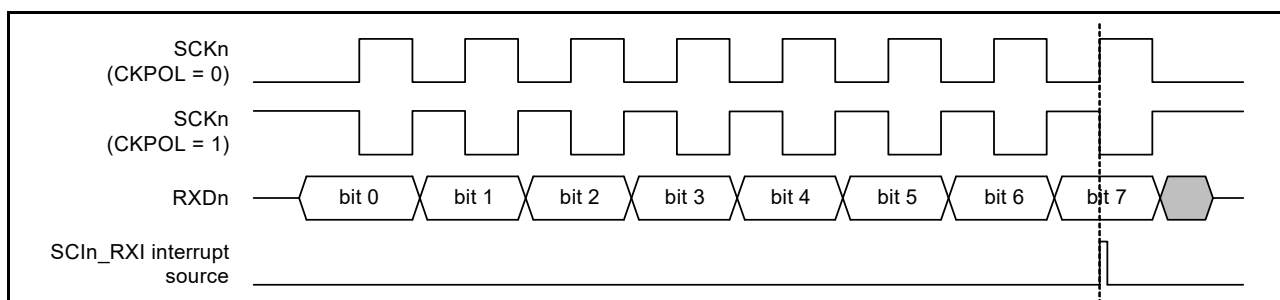 SCKn
(CKPOL = 0)
SCKn
(CKPOL = 1)
RXDn
bit 0 bit 1 bit 2 bit 3 bit 4 bit 5 bit 6 bit 7
SCIn_RXI interrupt
source